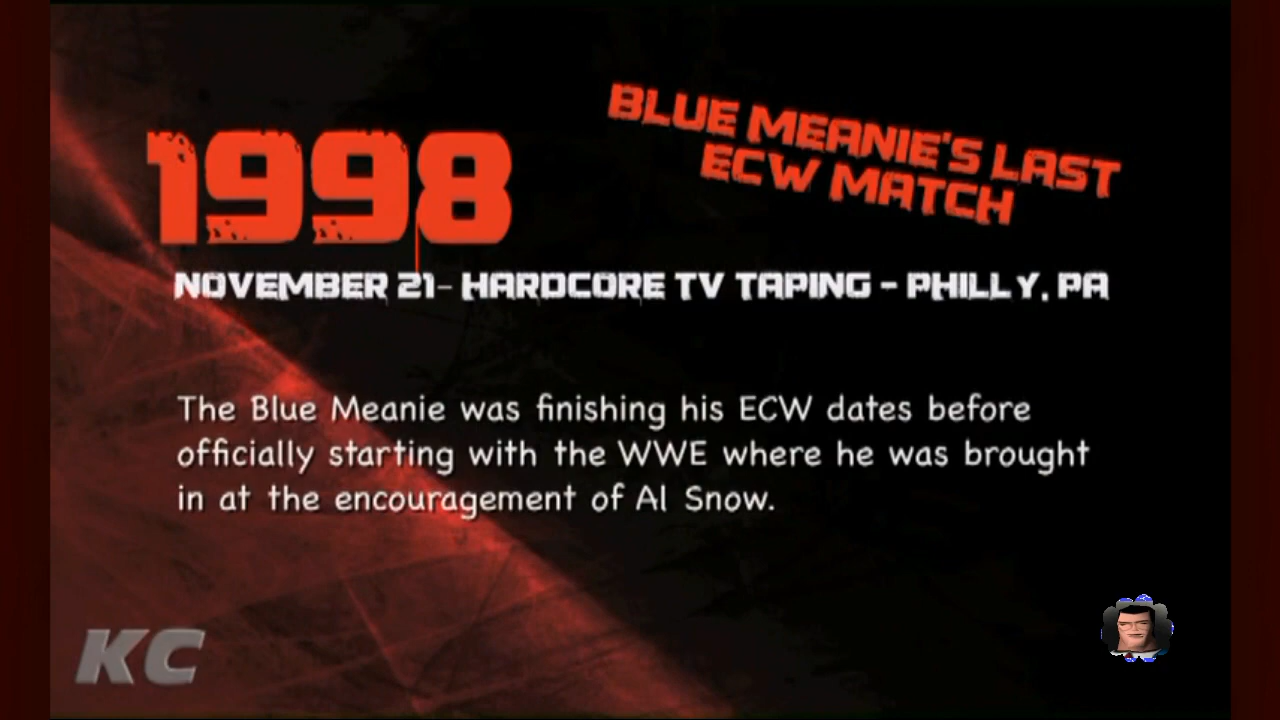 1998
BLUE MEANIE'S LAST
ECW MATCH
NOVEMBER 21- HARDCORE TV TAPING - PHILLY, PA
The Blue Meanie was finishing his ECW dates before
officially starting with the WWE where he was brought
in at the encouragement of Al Snow.
KC